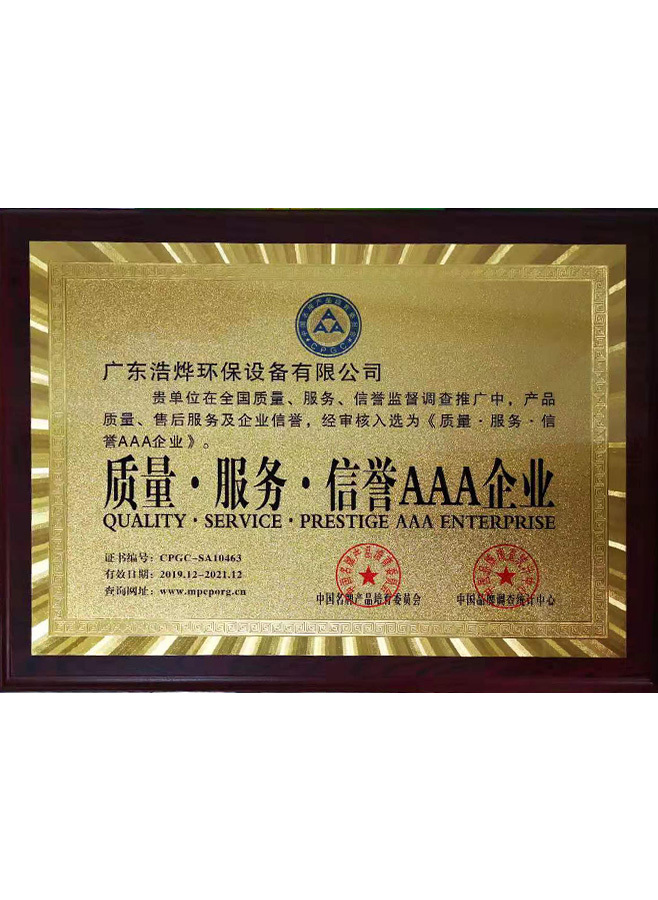 CPGC
广东浩烨环保设备有限公司
贵单位在全国质量、服务、信誉监督调查推广中，产品
质量、售后服务及企业信誉，经审核入选为《质量·服务·信
誉AAA企业》。
质量·服务·信誉AAA企业
QUALITY · SERVICE · PRESTIGE AAA ENTERPRISE
证书编号：CPGC-SA10463
有效日期：2019.12-2021.12
查询网址：www.mpcporg.cn
中国名牌产品培育委员会
中国品牌调查统计中心